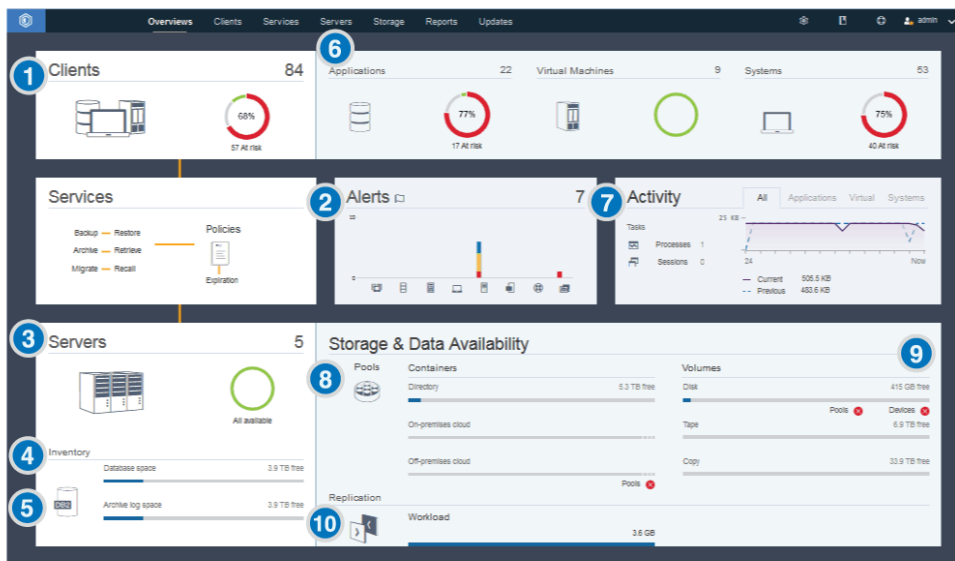 Overviews Clients Services Servers Storage Reports Updates admin
6
1 Clients 84
Applications 22 Virtual Machines 9 Systems 53
68%
57 At risk
77%
17 At risk
75%
40 At risk
Services
Backup — Restore
Archive — Retrieve
Migrate — Recall
Policies
Expiration
2 Alerts 7
0
7 Activity All Applications Virtual Systems
Tasks
Processes 1
Sessions 0
25 KB
24 Now
— Current 505.5 KB
-- Previous 483.6 KB
3 Servers 5
All available
4 Inventory
Database space 3.9 TB free
5 DB2 Archive log space 3.9 TB free
Storage & Data Availability
9
8 Pools Containers
Directory 5.3 TB free
On-premises cloud
Off-premises cloud
Pools
Volumes
Disk 415 GB free
Pools Devices
Tape 6.9 TB free
Copy 33.9 TB free
Replication
10 Workload
3.6 GB